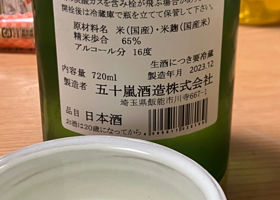 開栓後は冷蔵庫で瓶を立てて保管して下さい。
原材料名 米(国産)・米麹(国産米)
精米歩合 65%
アルコール分 16度
生酒につき要冷蔵
内容量 720ml 製造年月 2023.12
製造者 五十嵐酒造株式会社
埼玉県飯能市川寺667-1
品目 日本酒
お酒は20歳になってから